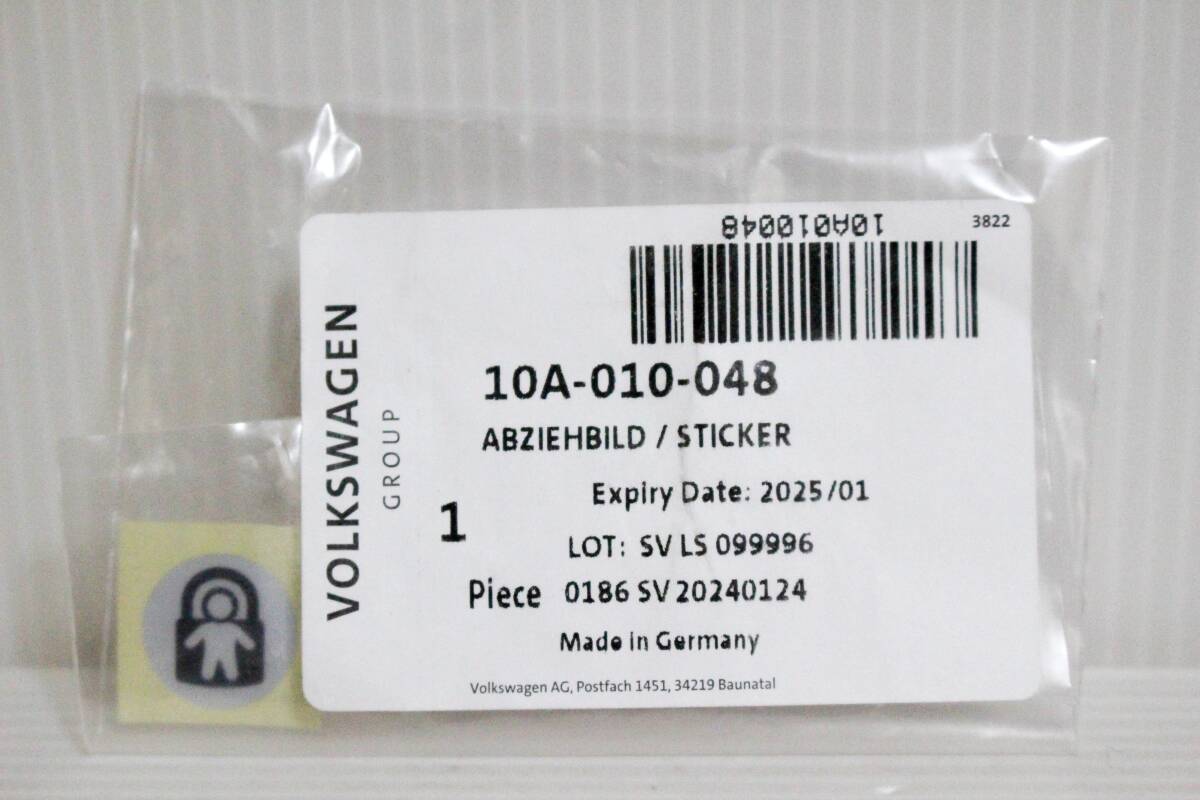 10A010048
3822
VOLKSWAGEN
GROUP
10A-010-048
ABZIEHBILD / STICKER
Expiry Date: 2025/01
1
LOT: SV LS 099996
Piece 0186 SV 20240124
Made in Germany
Volkswagen AG, Postfach 1451, 34219 Baunatal